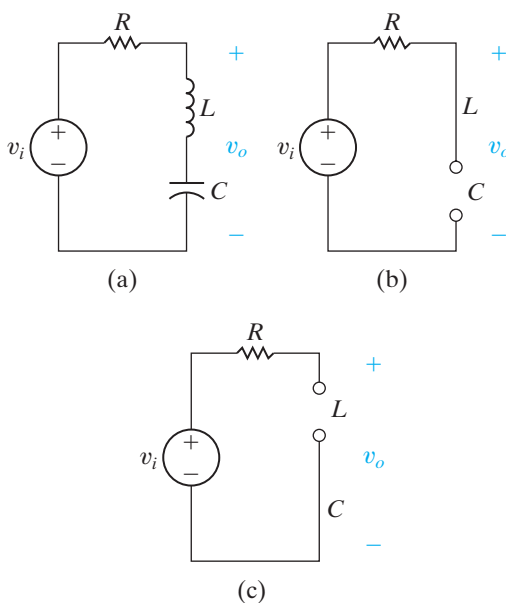 R
+
L
v_i
+
−
v_o
C
−
(a)
R
+
L
v_i
+
−
v_o
C
−
(b)
R
+
L
v_i
+
−
v_o
C
−
(c)